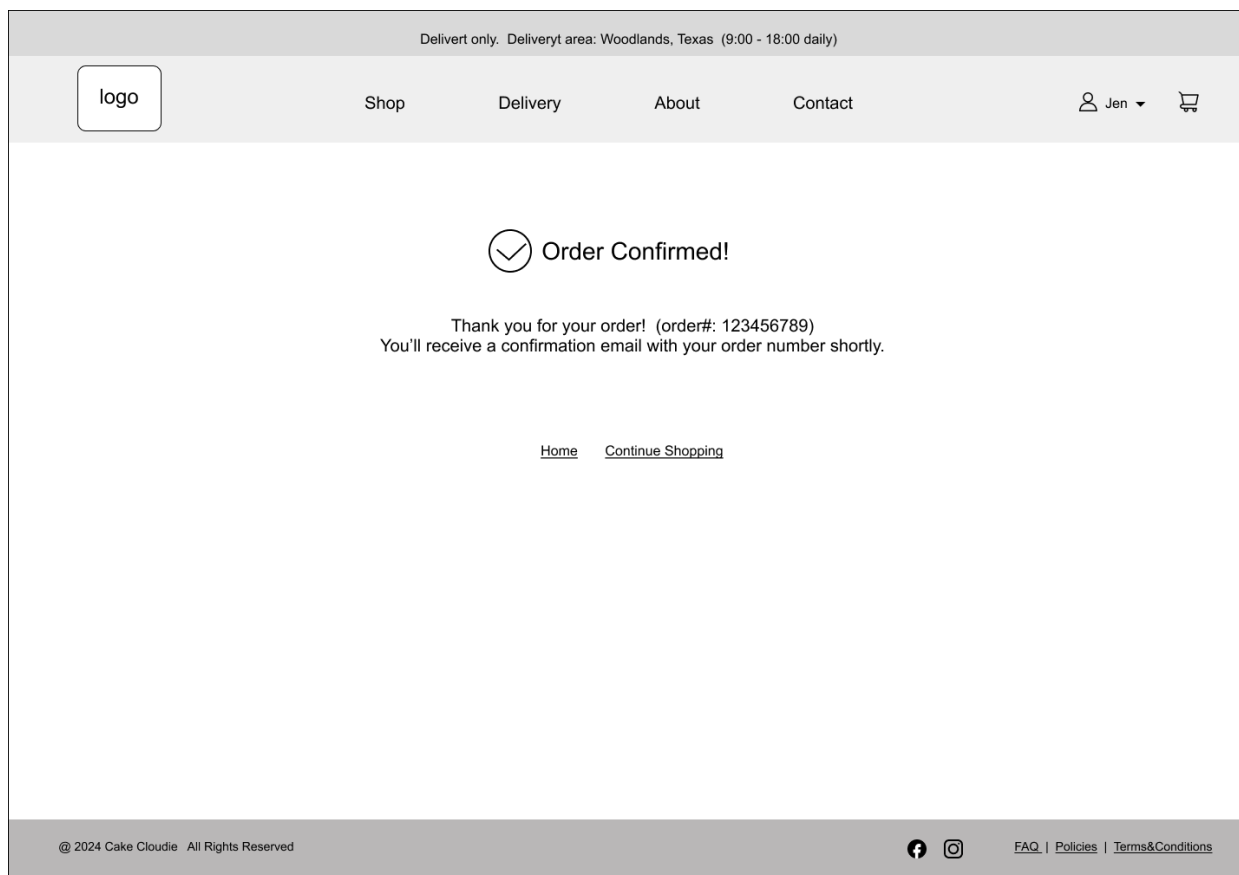 Delivert only.  Deliveryt area: Woodlands, Texas  (9:00 - 18:00 daily)
logo
Shop
Delivery
About
Contact
Jen
Order Confirmed!
Thank you for your order!  (order#: 123456789)
You’ll receive a confirmation email with your order number shortly.
Home
Continue Shopping
@ 2024 Cake Cloudie   All Rights Reserved
FAQ  |  Policies  |  Terms&Conditions